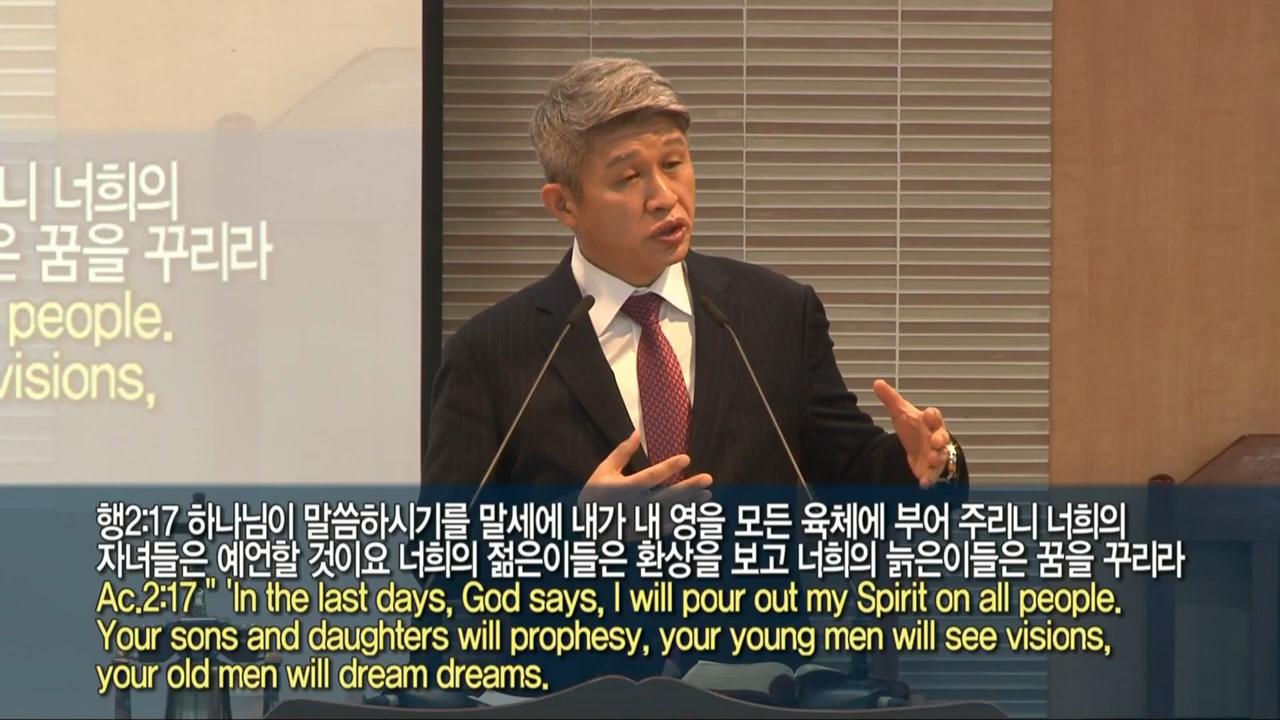 니 너희의
은 꿈을 꾸리라
people.
visions,
행2:17 하나님이 말씀하시기를 말세에 내가 내 영을 모든 육체에 부어 주리니 너희의
자녀들은 예언할 것이요 너희의 젊은이들은 환상을 보고 너희의 늙은이들은 꿈을 꾸리라
Ac.2:17 " 'In the last days, God says, I will pour out my Spirit on all people.
Your sons and daughters will prophesy, your young men will see visions,
your old men will dream dreams.